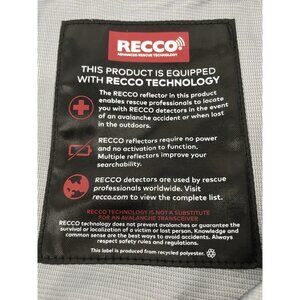 RECCO
ADVANCED RESCUE TECHNOLOGY
THIS PRODUCT IS EQUIPPED
WITH RECCO TECHNOLOGY
The RECCO reflector in this product
enables rescue professionals to locate
you with RECCO detectors in the event
of an avalanche accident or when lost
in the outdoors.
RECCO reflectors require no power
and no activation to function.
Multiple reflectors improve your
searchability.
RECCO detectors are used by rescue
professionals worldwide. Visit
recco.com to view the complete list.
RECCO TECHNOLOGY IS NOT A SUBSTITUTE
FOR AN AVALANCHE TRANSCEIVER
RECCO technology does not prevent avalanches or guarantee the
survival or localization of a victim or lost person. Knowledge and
common sense are the best ways to avoid accidents. Always
respect safety rules and regulations.
This label is produced from recycled polyester.